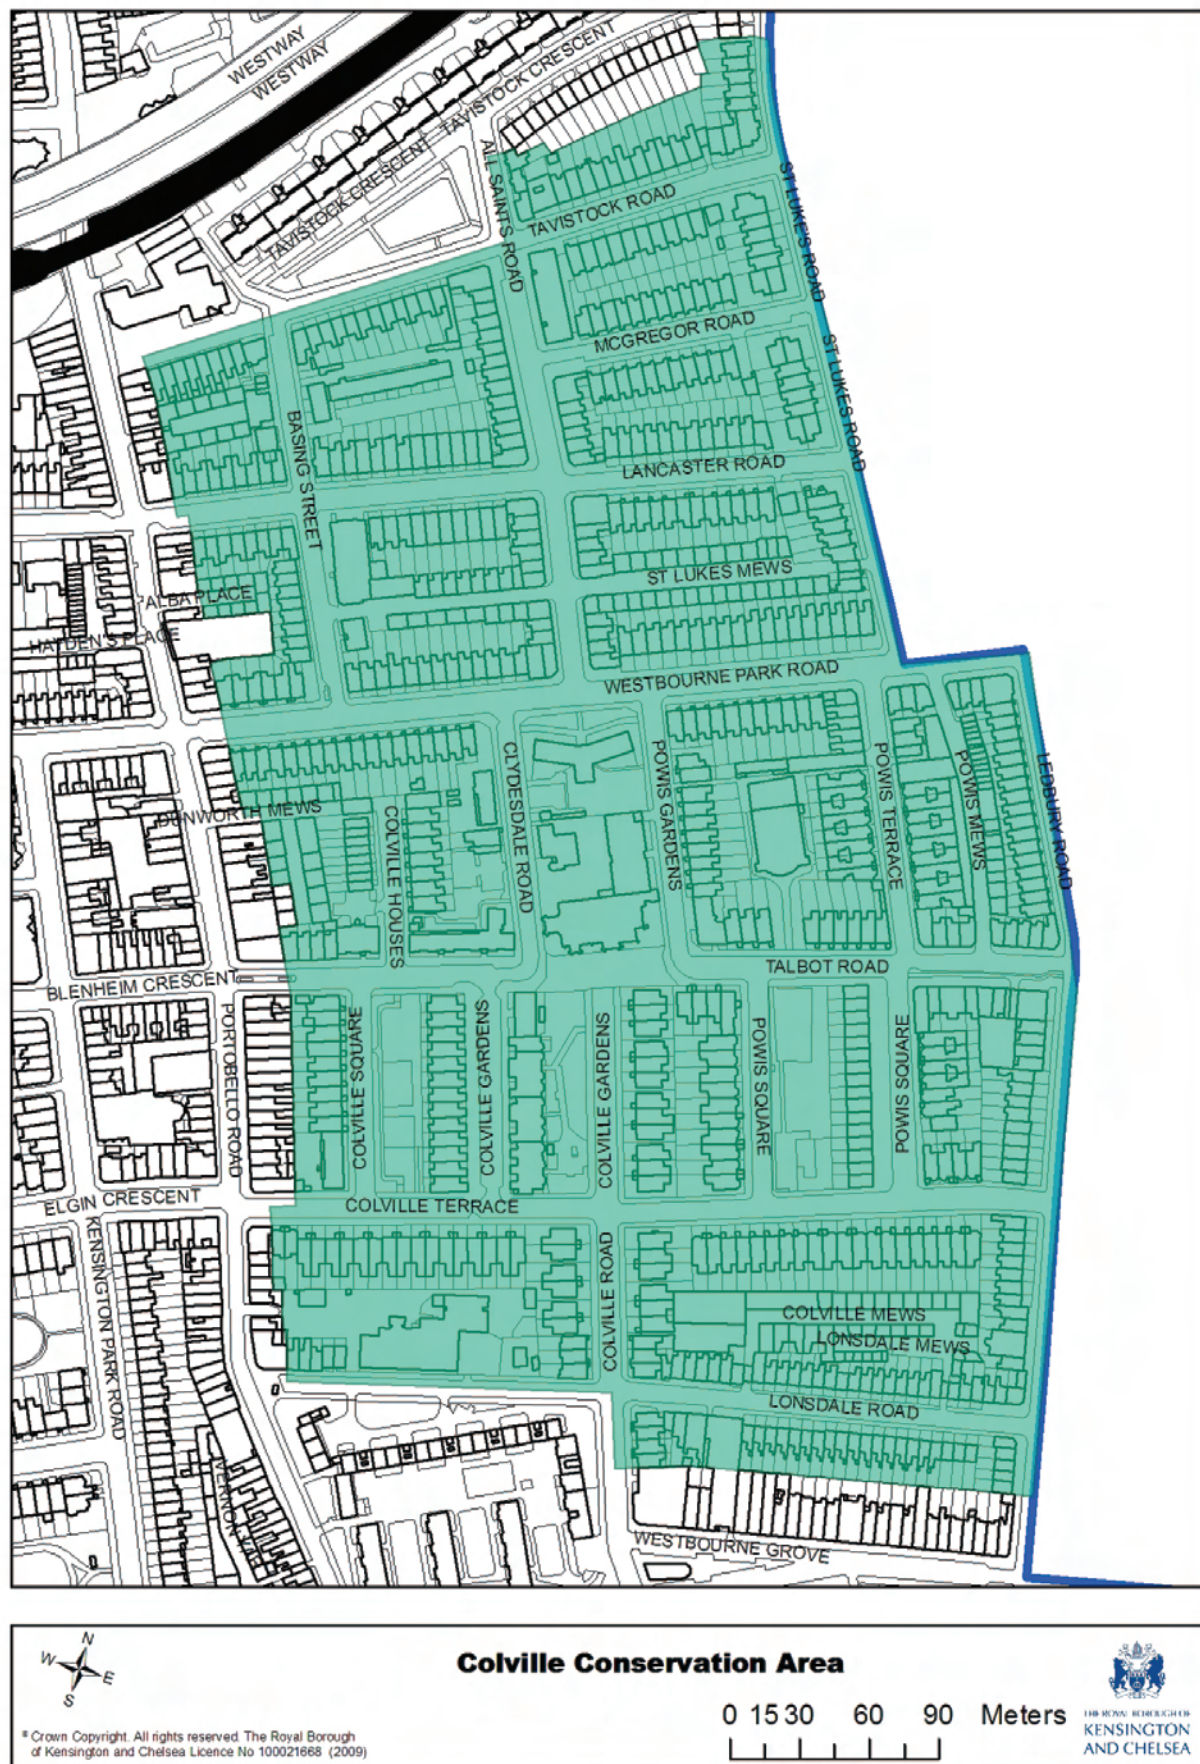 WESTWAY
WESTWAY
TAVISTOCK CRESCENT
TAVISTOCK CRESCENT
ALL SAINTS ROAD
TAVISTOCK ROAD
ST LUKE'S ROAD
MCGREGOR ROAD
ST LUKES ROAD
BASING STREET
LANCASTER ROAD
ST LUKES MEWS
ALBA PLACE
HAYDEN'S PLACE
WESTBOURNE PARK ROAD
CLYDESDALE ROAD
POWIS GARDENS
POWIS TERRACE
POWIS MEWS
LEDBURY ROAD
DUNWORTH MEWS
COLVILLE HOUSES
TALBOT ROAD
BLENHEIM CRESCENT
PORTOBELLO ROAD
COLVILLE SQUARE
COLVILLE GARDENS
COLVILLE GARDENS
POWIS SQUARE
POWIS SQUARE
ELGIN CRESCENT
COLVILLE TERRACE
KENSINGTON PARK ROAD
COLVILLE ROAD
COLVILLE MEWS
LONSDALE MEWS
LONSDALE ROAD
WESTBOURNE GROVE
N
W
E
S
Colville Conservation Area
0 15 30 60 90 Meters
© Crown Copyright. All rights reserved. The Royal Borough
of Kensington and Chelsea Licence No 100021668 (2009)
THE ROYAL BOROUGH OF
KENSINGTON
AND CHELSEA